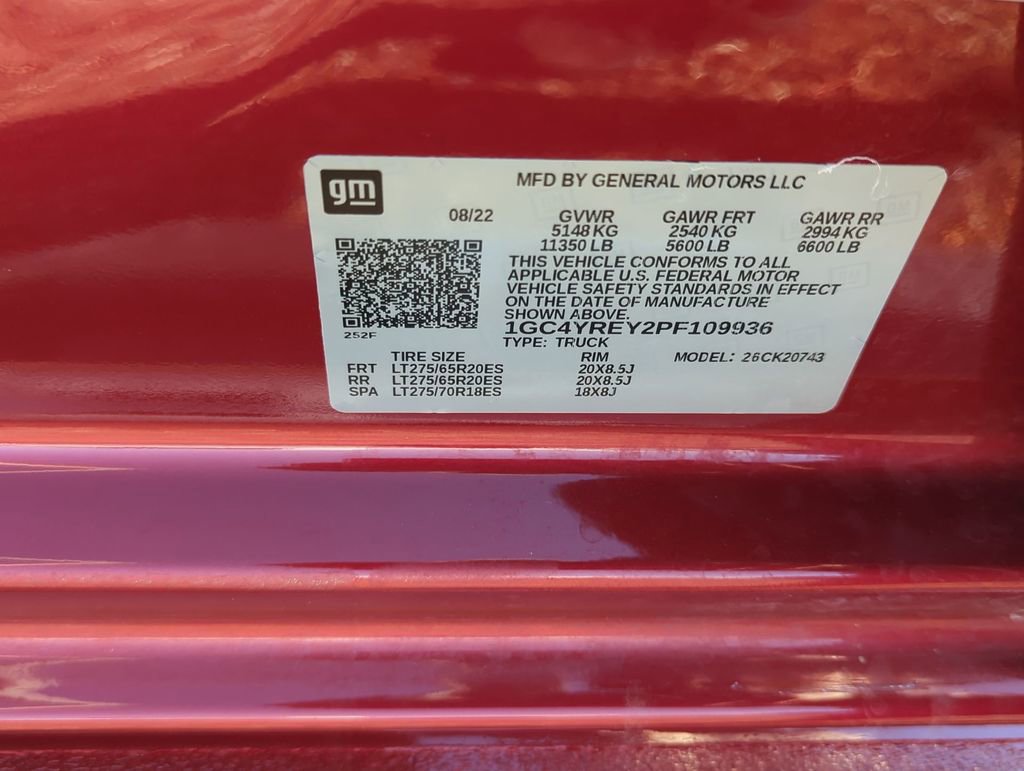 gm
MFD BY GENERAL MOTORS LLC
08/22 GVWR GAWR FRT GAWR RR
5148 KG 2540 KG 2994 KG
11350 LB 5600 LB 6600 LB
THIS VEHICLE CONFORMS TO ALL
APPLICABLE U.S. FEDERAL MOTOR
VEHICLE SAFETY STANDARDS IN EFFECT
ON THE DATE OF MANUFACTURE
SHOWN ABOVE.
252F
1GC4YREY2PF109936
TYPE: TRUCK
TIRE SIZE RIM MODEL: 26CK20743
FRT LT275/65R20ES 20X8.5J
RR LT275/65R20ES 20X8.5J
SPA LT275/70R18ES 18X8J